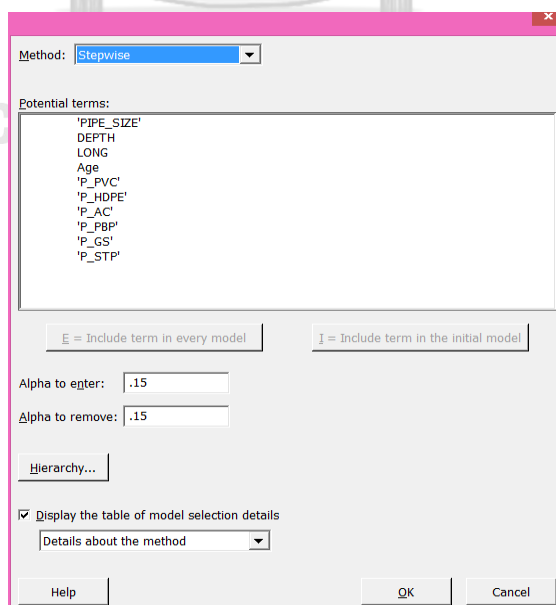 Method: Stepwise
Potential terms:
'PIPE_SIZE'
DEPTH
LONG
Age
'P_PVC'
'P_HDPE'
'P_AC'
'P_PBP'
'P_GS'
'P_STP'
E = Include term in every model I = Include term in the initial model
Alpha to enter: .15
Alpha to remove: .15
Hierarchy...
Display the table of model selection details
Details about the method
Help OK Cancel